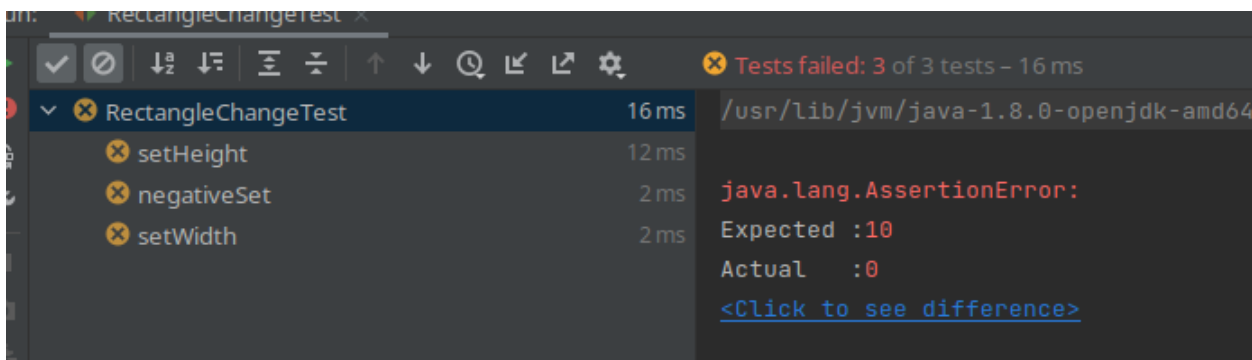 RectangleChangeTest ×
Tests failed: 3 of 3 tests – 16 ms
RectangleChangeTest 16 ms
setHeight 12 ms
negativeSet 2 ms
setWidth 2 ms
/usr/lib/jvm/java-1.8.0-openjdk-amd64
java.lang.AssertionError:
Expected :10
Actual   :0
<Click to see difference>